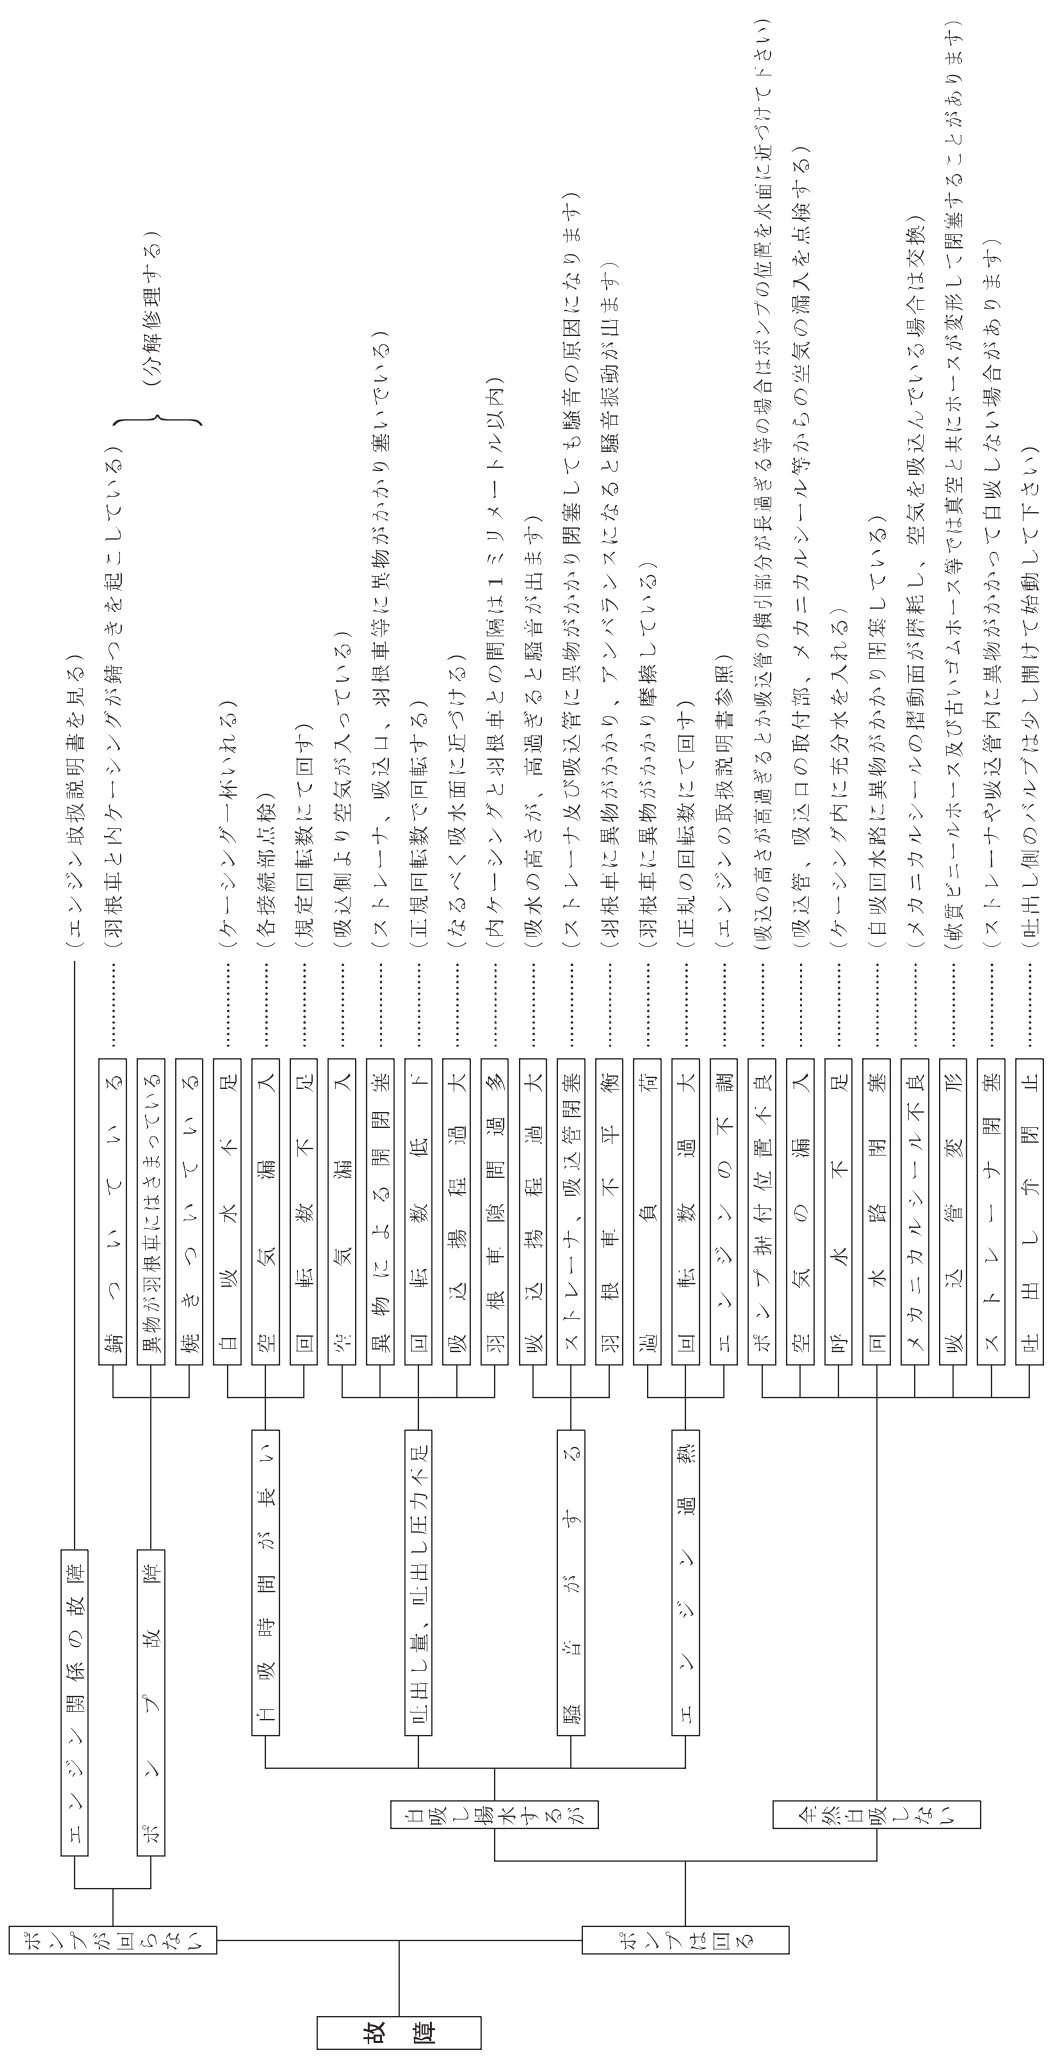 故障
ポンプが回らない
エンジン関係の故障 (エンジン取扱説明書を見る)
ポンプ故障
錆ついている ………… (羽根車と内ケーシングが錆つきを起こしている)
異物が羽根車にはさまっている
焼きついている
(分解修理する)
ポンプは回る
自吸し揚水するが
自吸時間が長い
自吸水不足 ………… (ケーシング一杯いれる)
空気漏入 ………… (各接続部点検)
回転数不足 ………… (規定回転数にて回す)
吐出し量、吐出し圧力不足
空気漏入 ………… (吸込側より空気が入っている)
異物による開閉塞 ………… (ストレーナ、吸込口、羽根車等に異物がかかり塞いでいる)
回転数低下 ………… (正規回転数で回転する)
吸込揚程過大 ………… (なるべく吸水面に近づける)
羽根車隙間過多 ………… (内ケーシングと羽根車との間隔は1ミリメートル以内)
騒音がする
吸込揚程過大 ………… (吸水の高さが、高過ぎると騒音が出ます)
ストレーナ、吸込管閉塞 ………… (ストレーナ及び吸込管に異物がかかり閉塞しても騒音の原因になります)
羽根車不平衡 ………… (羽根車に異物がかかり、アンバランスになると騒音振動が出ます)
エンジン過熱
過負荷 ………… (羽根車に異物がかかり摩擦している)
回転数過大 ………… (正規の回転数にて回す)
エンジンの不調 ………… (エンジンの取扱説明書参照)
全然自吸しない
ポンプ据付位置不良 ………… (吸込の高さが高過ぎるとか吸込管の横引部分が長過ぎる等の場合はポンプの位置を水面に近づけて下さい)
空気の漏入 ………… (吸込管、吸込口の取付部、メカニカルシール等からの空気の漏入を点検する)
呼水不足 ………… (ケーシング内に充分水を入れる)
回水路閉塞 ………… (自吸回水路に異物がかかり閉塞している)
メカニカルシール不良 ………… (メカニカルシールの摺動面が磨耗し、空気を吸込んでいる場合は交換)
吸込管変形 ………… (軟質ビニールホース及び古いゴムホース等では真空と共にホースが変形して閉塞することがあります)
ストレーナ閉塞 ………… (ストレーナや吸込管内に異物がかかって自吸しない場合があります)
吐出し弁閉止 ………… (吐出し側のバルブは少し開けて始動して下さい)